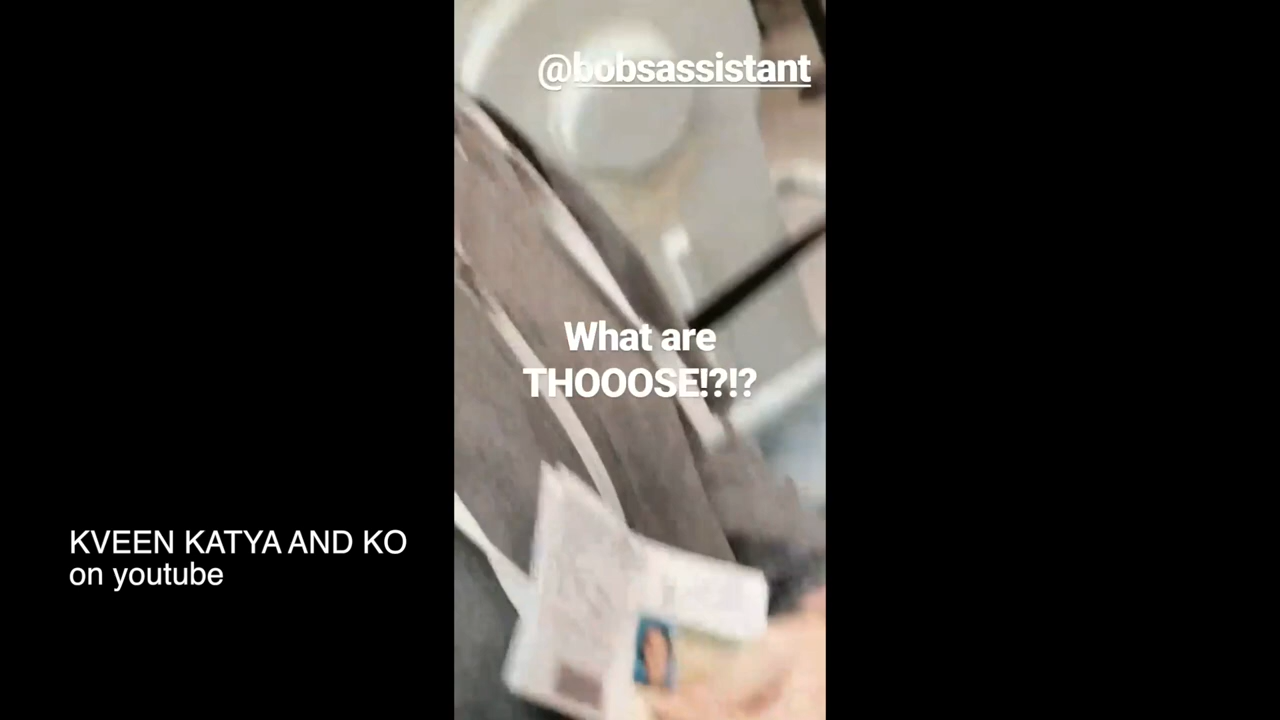 @bobsassistant
What are
THOOOSE!?!?
KVEEN KATYA AND KO
on youtube